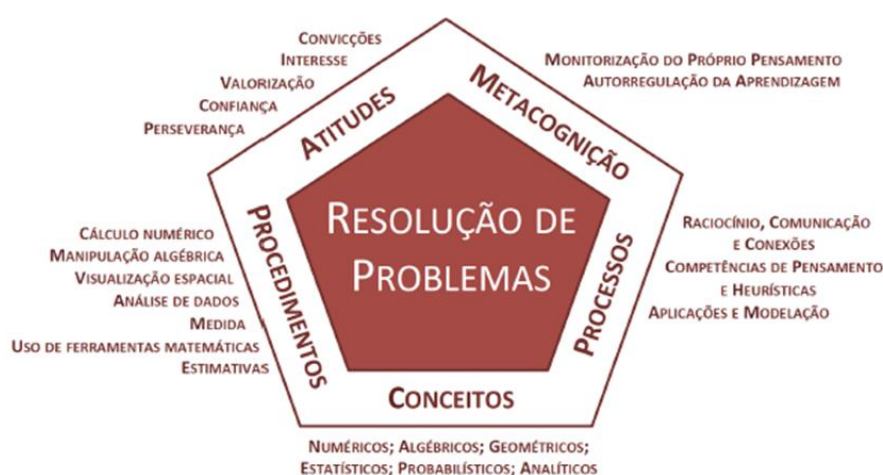 CONVICÇÕES
INTERESSE
VALORIZAÇÃO
CONFIANÇA
PERSEVERANÇA
ATITUDES
METACOGNIÇÃO
MONITORIZAÇÃO DO PRÓPRIO PENSAMENTO
AUTORREGULAÇÃO DA APRENDIZAGEM
RESOLUÇÃO DE
PROBLEMAS
CÁLCULO NUMÉRICO
MANIPULAÇÃO ALGÉBRICA
VISUALIZAÇÃO ESPACIAL
ANÁLISE DE DADOS
MEDIDA
USO DE FERRAMENTAS MATEMÁTICAS
ESTIMATIVAS
PROCEDIMENTOS
PROCESSOS
RACIOCÍNIO, COMUNICAÇÃO
E CONEXÕES
COMPETÊNCIAS DE PENSAMENTO
E HEURÍSTICAS
APLICAÇÕES E MODELAÇÃO
CONCEITOS
NUMÉRICOS; ALGÉBRICOS; GEOMÉTRICOS;
ESTATÍSTICOS; PROBABILÍSTICOS; ANALÍTICOS